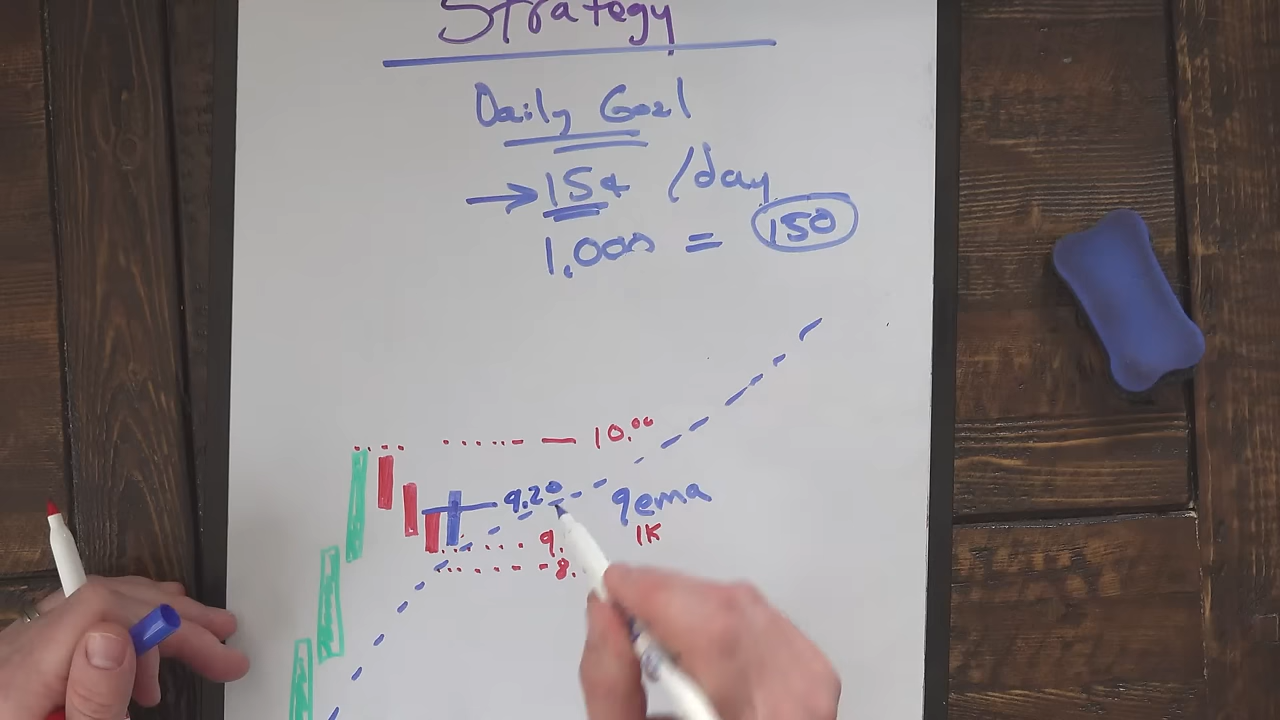 Strategy
Daily Goal
→ 15¢ /day
1,000 = 150
10.00
9.20
9ema
9.
1K
8.